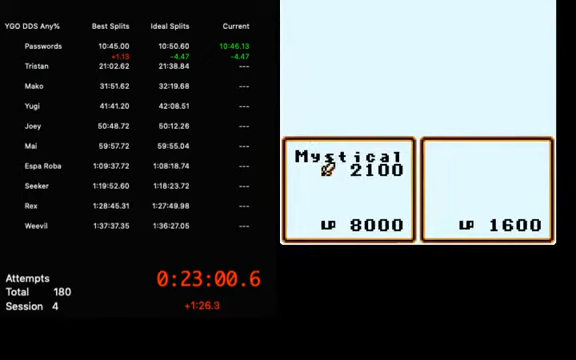 YGO DDS Any% Best Splits Ideal Splits Current
Passwords 10:45.00 10:50.60 10:46.13
+1.13 -4.47 -4.47
Tristan 21:02.62 21:38.84 ---
Mako 31:51.62 32:19.68 ---
Yugi 41:41.20 42:08.51 ---
Joey 50:48.72 50:12.26 ---
Mai 59:57.72 59:55.04 ---
Espa Roba 1:09:37.72 1:08:18.74 ---
Seeker 1:19:52.60 1:18:23.72 ---
Rex 1:28:45.31 1:27:49.98 ---
Weevil 1:37:37.35 1:36:27.05 ---
Attempts
Total 180
Session 4
0:23:00.6
+1:26.3
Mystical
2100
LP 8000
LP 1600